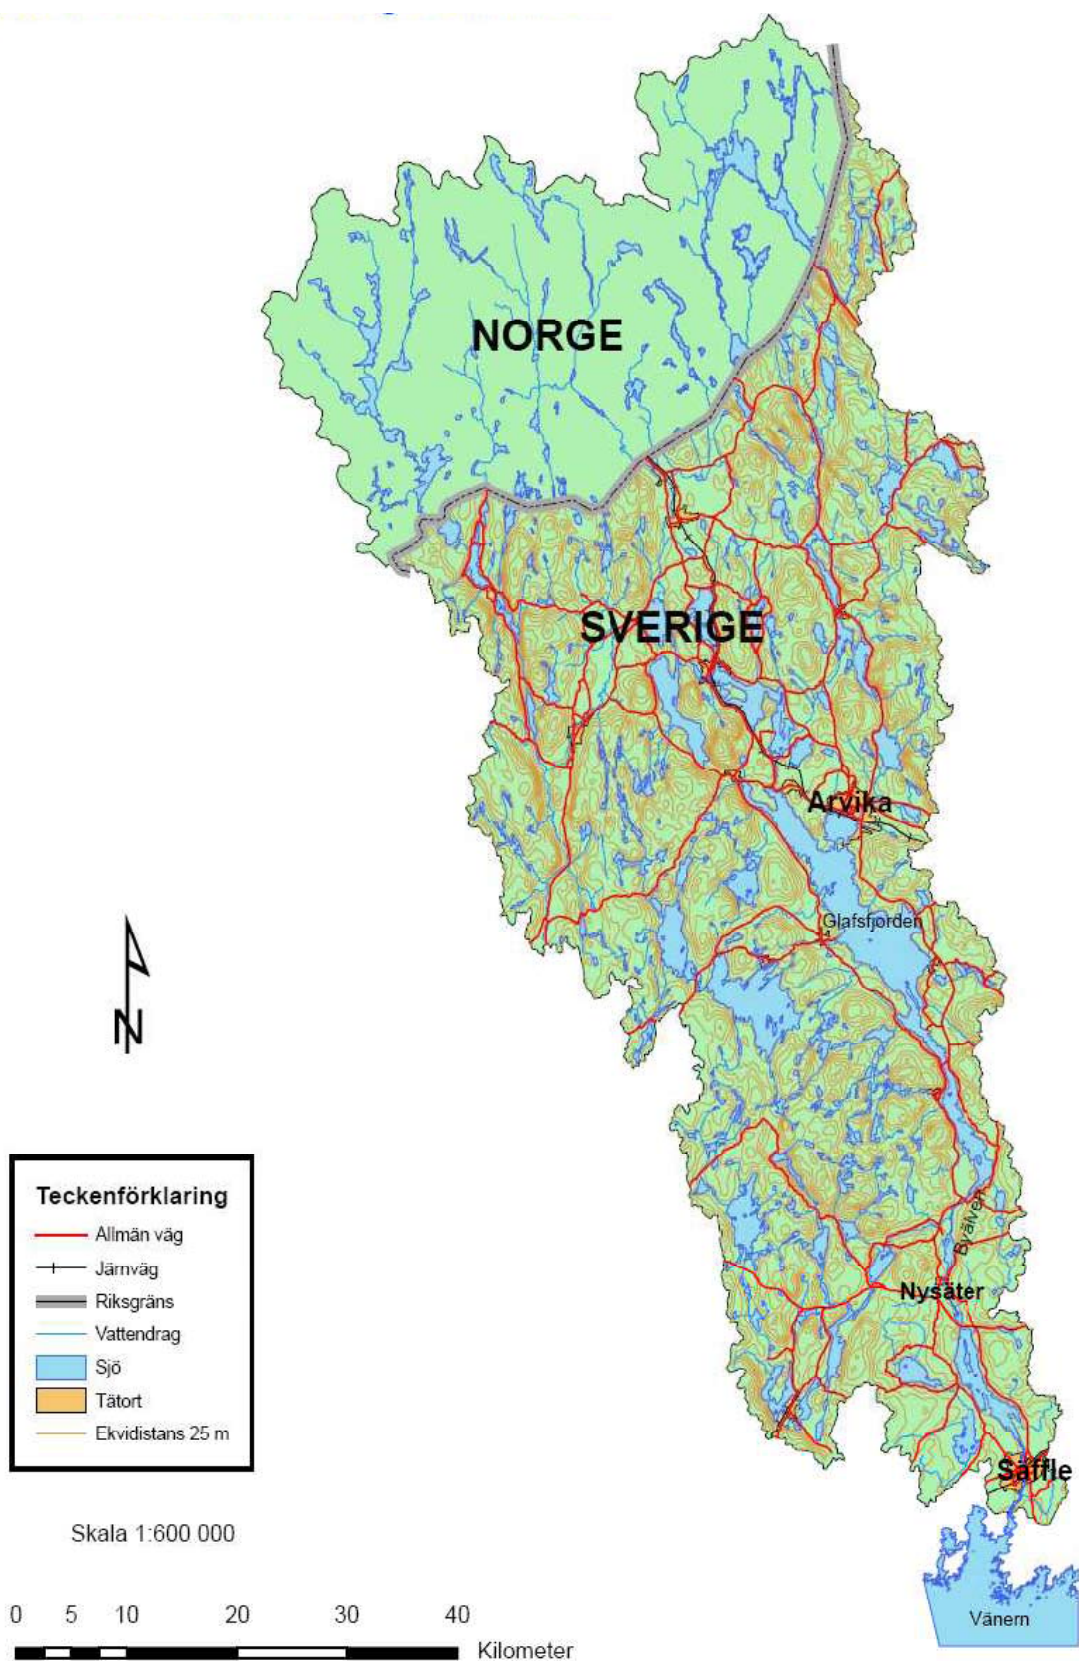 NORGE
SVERIGE
Arvika
Glafsfjorden
Byälven
Nysäter
Säffle
Vänern
N
Teckenförklaring
Allmän väg
Järnväg
Riksgräns
Vattendrag
Sjö
Tätort
Ekvidistans 25 m
Skala 1:600 000
0 5 10 20 30 40
Kilometer